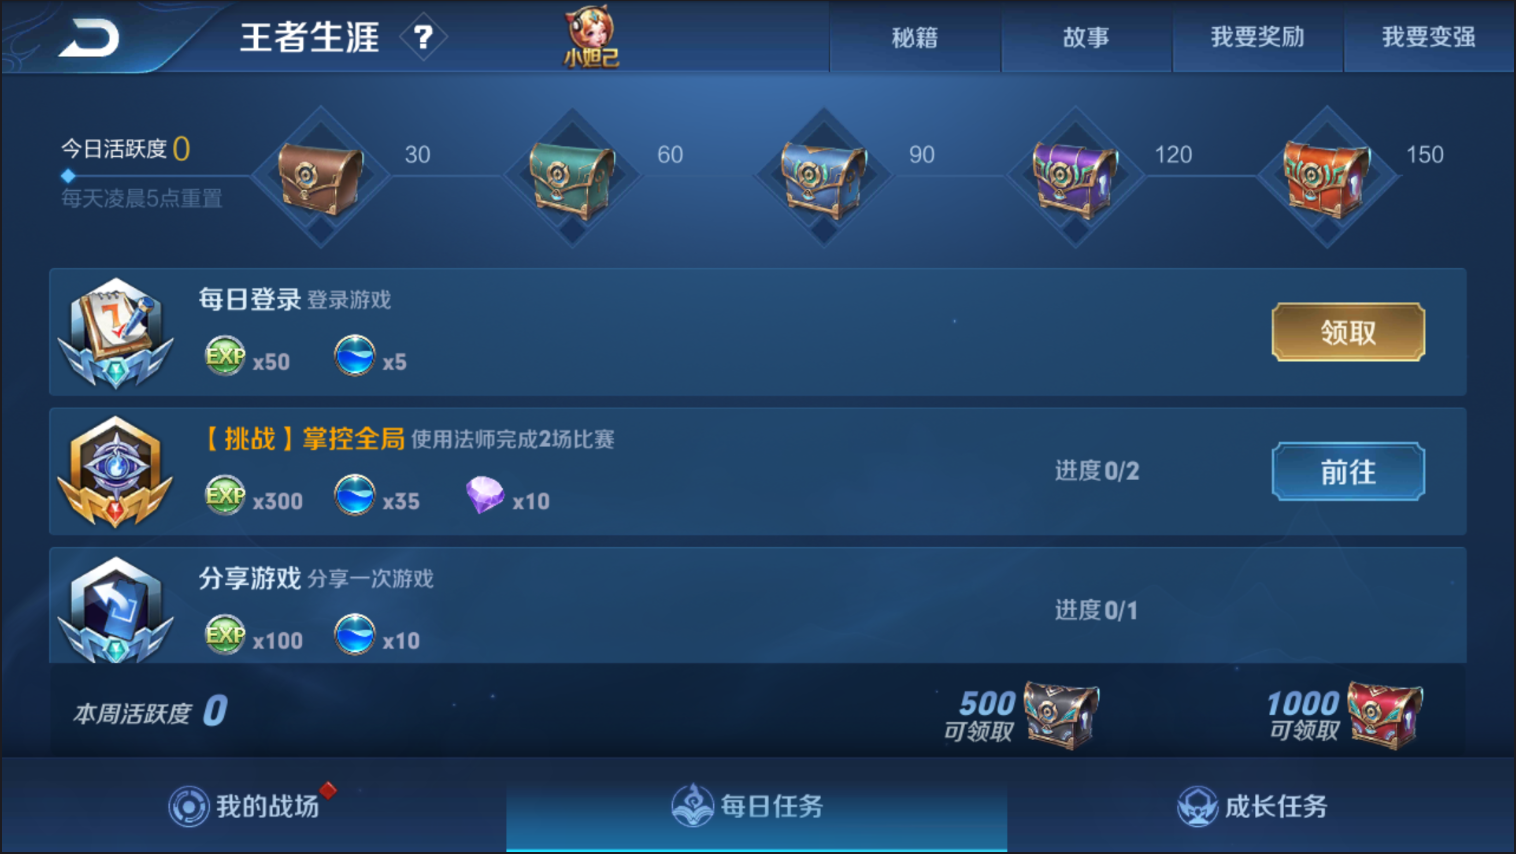 王者生涯 ?
小妲己
秘籍
故事
我要奖励
我要变强
今日活跃度 0
每天凌晨5点重置
30
60
90
120
150
每日登录 登录游戏
EXP x50
x5
领取
【挑战】掌控全局 使用法师完成2场比赛
EXP x300
x35
x10
进度0/2
前往
分享游戏 分享一次游戏
EXP x100
x10
进度0/1
本周活跃度 0
500
可领取
1000
可领取
我的战场
每日任务
成长任务